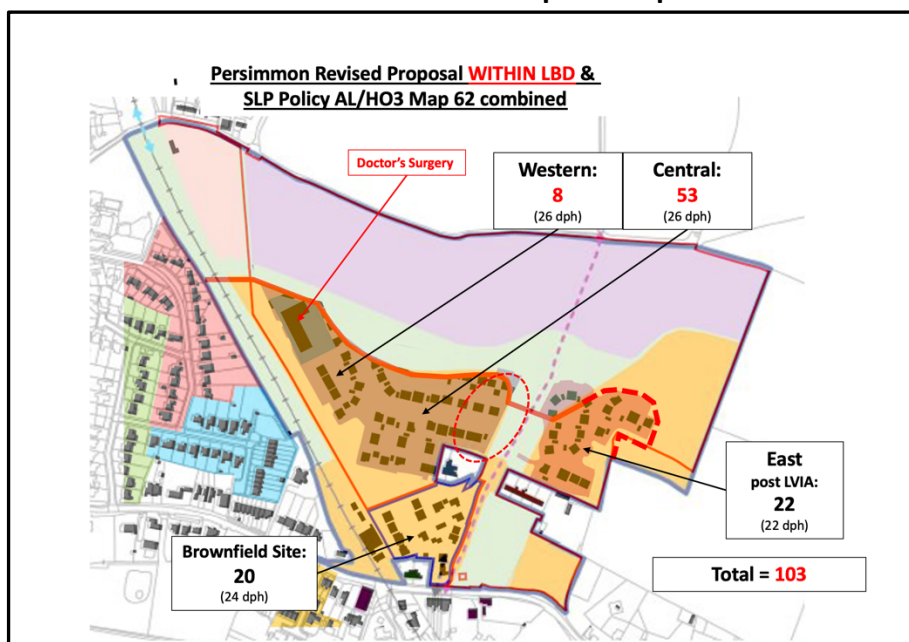 Persimmon Revised Proposal WITHIN LBD &
SLP Policy AL/HO3 Map 62 combined
Doctor's Surgery
Western:
8
(26 dph)
Central:
53
(26 dph)
East
post LVIA:
22
(22 dph)
Brownfield Site:
20
(24 dph)
Total = 103